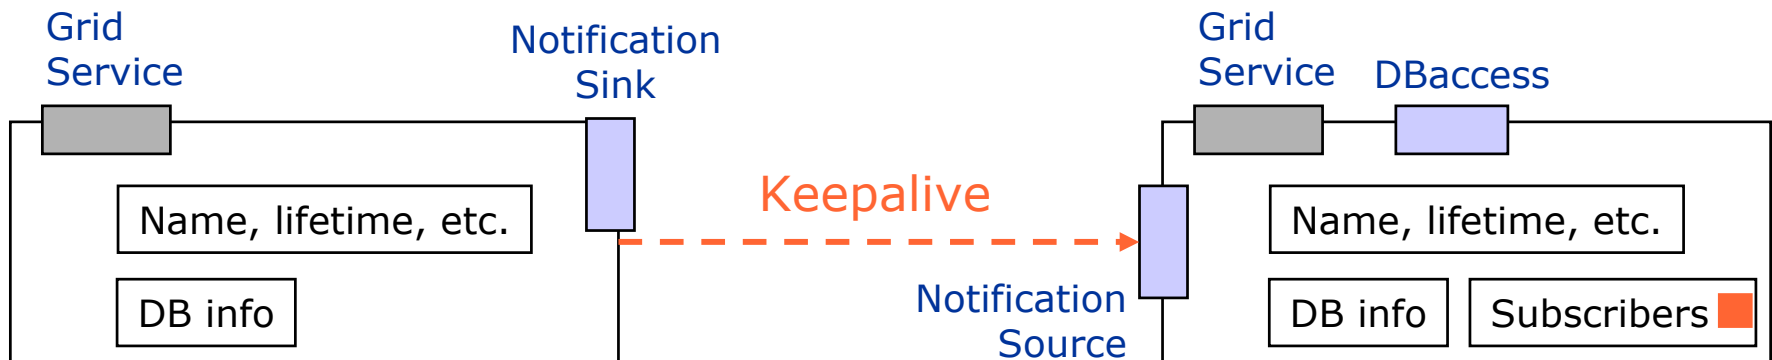 Grid
Service
Notification
Sink
Name, lifetime, etc.
DB info
Keepalive
Notification
Source
Grid
Service
DBaccess
Name, lifetime, etc.
DB info
Subscribers